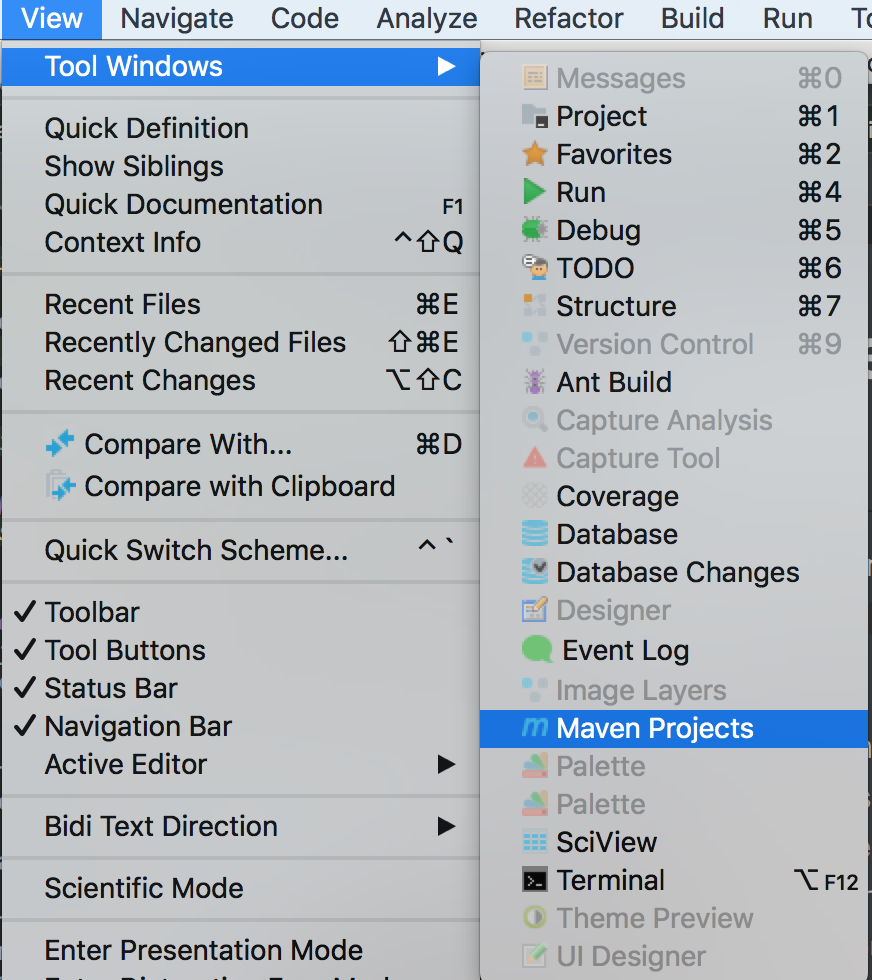 View Navigate Code Analyze Refactor Build Run
Tool Windows ▶
Quick Definition
Show Siblings
Quick Documentation F1
Context Info ^⇧Q
Recent Files ⌘E
Recently Changed Files ⇧⌘E
Recent Changes ⌥⇧C
Compare With... ⌘D
Compare with Clipboard
Quick Switch Scheme... ^`
✓ Toolbar
✓ Tool Buttons
✓ Status Bar
✓ Navigation Bar
Active Editor ▶
Bidi Text Direction ▶
Scientific Mode
Enter Presentation Mode
Messages ⌘0
Project ⌘1
Favorites ⌘2
Run ⌘4
Debug ⌘5
TODO ⌘6
Structure ⌘7
Version Control ⌘9
Ant Build
Capture Analysis
Capture Tool
Coverage
Database
Database Changes
Designer
Event Log
Image Layers
Maven Projects
Palette
Palette
SciView
Terminal ⌥F12
Theme Preview
UI Designer